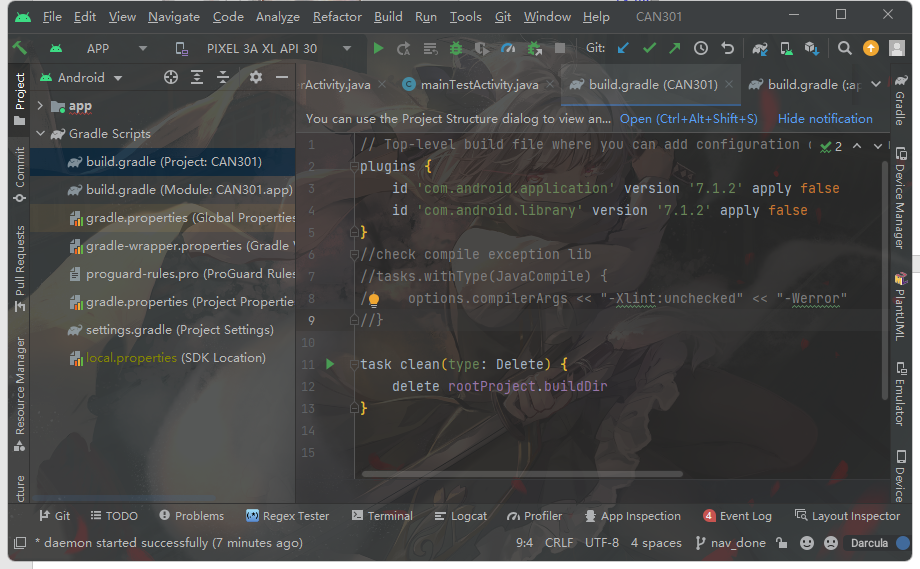 File Edit View Navigate Code Analyze Refactor Build Run Tools Git Window Help CAN301
APP PIXEL 3A XL API 30 Git:
Project
Commit
Pull Requests
Resource Manager
Android
app
Gradle Scripts
build.gradle (Project: CAN301)
build.gradle (Module: CAN301.app)
gradle.properties (Global Properties
gradle-wrapper.properties (Gradle
proguard-rules.pro (ProGuard Rules
gradle.properties (Project Propertie
settings.gradle (Project Settings)
local.properties (SDK Location)
erActivity.java mainTestActivity.java build.gradle (CAN301) build.gradle (:ap
You can use the Project Structure dialog to view an... Open (Ctrl+Alt+Shift+S) Hide notification
1 // Top-level build file where you can add configuration 2
2 plugins {
3 id 'com.android.application' version '7.1.2' apply false
4 id 'com.android.library' version '7.1.2' apply false
5 }
6 //check compile exception lib
7 //tasks.withType(JavaCompile) {
8 / options.compilerArgs << "-Xlint:unchecked" << "-Werror"
9 //}
10
11 task clean(type: Delete) {
12 delete rootProject.buildDir
13 }
14
15
Gradle
Device Manager
PlantUML
Emulator
Device
Git TODO Problems Regex Tester Terminal Logcat Profiler App Inspection 4 Event Log Layout Inspector
* daemon started successfully (7 minutes ago) 9:4 CRLF UTF-8 4 spaces nav_done Darcula